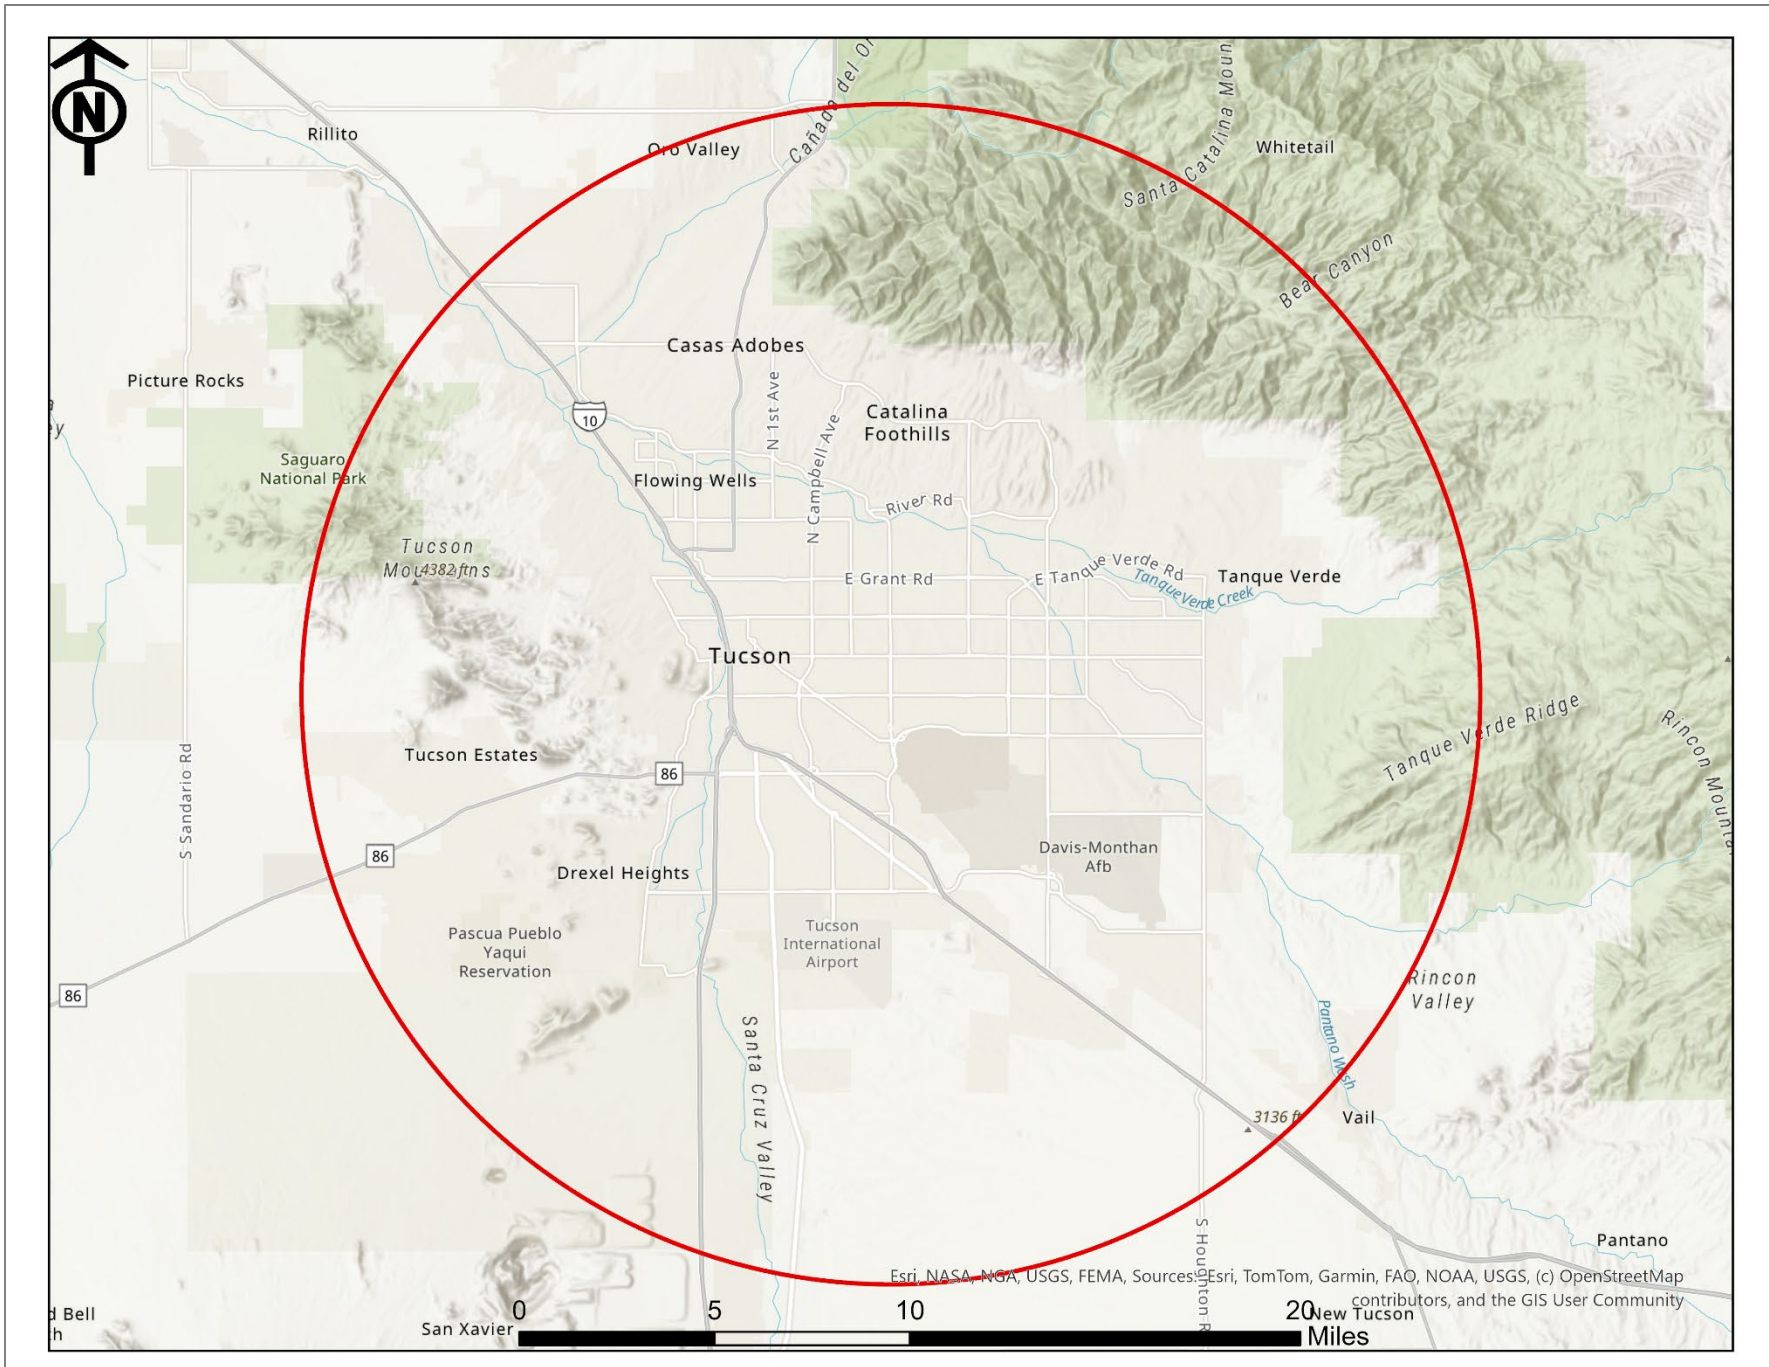 N
Rillito
Oro Valley
Cañada del Or
Santa Catalina Moun
Whitetail
Bear Canyon
Picture Rocks
Casas Adobes
N 1st Ave
N Campbell Ave
Catalina
Foothills
10
Saguaro
National Park
Flowing Wells
River Rd
Tucson
Mountains
4382 ft
E Grant Rd
E Tanque Verde Rd
Tanque Verde Creek
Tanque Verde
Tucson
Tanque Verde Ridge
Rincon Mountai
S Sandario Rd
Tucson Estates
86
86
Drexel Heights
Davis-Monthan
Afb
Pascua Pueblo
Yaqui
Reservation
Tucson
International
Airport
86
Rincon
Valley
Pantano Wash
Santa Cruz Valley
3136 ft
Vail
S Houghton R
Pantano
Esri, NASA, NGA, USGS, FEMA, Sources: Esri, TomTom, Garmin, FAO, NOAA, USGS, (c) OpenStreetMap
contributors, and the GIS User Community
d Bell
ch
San Xavier
New Tucson
0 5 10 20
Miles